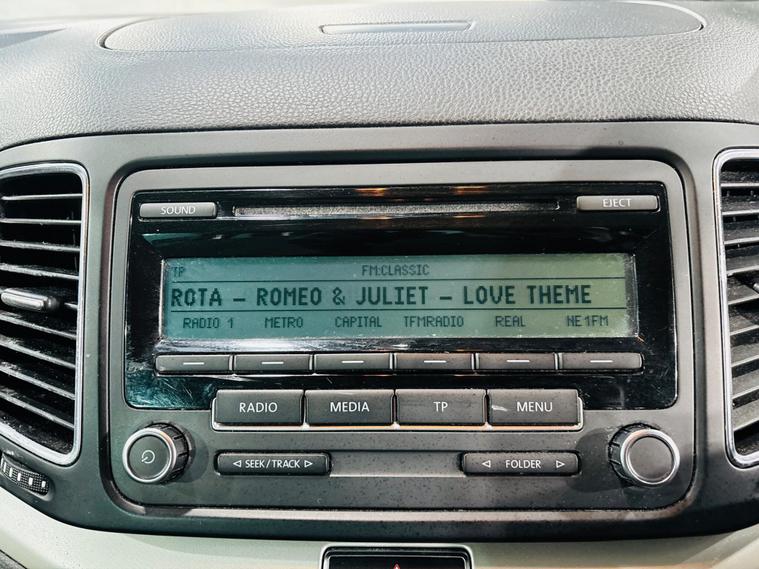 SOUND
EJECT
TP FM:CLASSIC
ROTA - ROMEO & JULIET - LOVE THEME
RADIO 1 METRO CAPITAL TFMRADIO REAL NE1FM
RADIO MEDIA TP MENU
SEEK / TRACK FOLDER